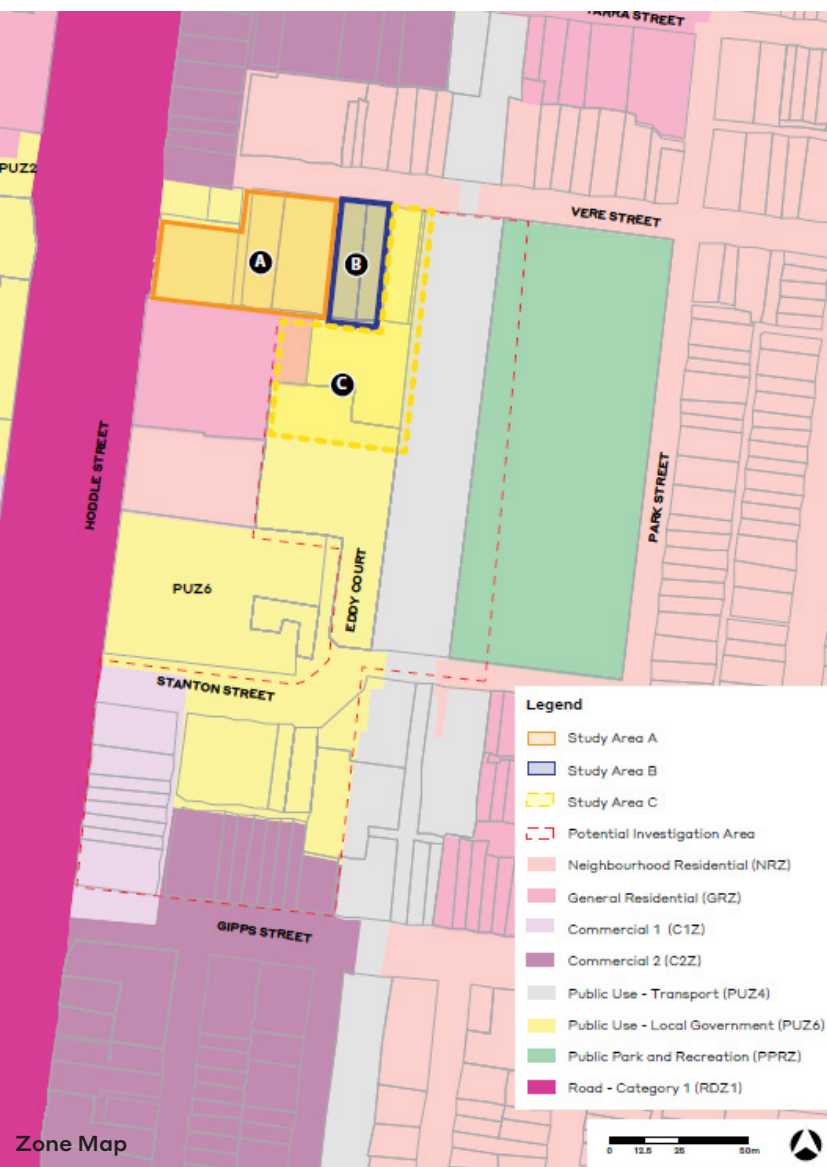 YARRA STREET
PUZ2
VERE STREET
A
B
C
HODDLE STREET
PARK STREET
EDDY COURT
PUZ6
STANTON STREET
GIPPS STREET
Legend
Study Area A
Study Area B
Study Area C
Potential Investigation Area
Neighbourhood Residential (NRZ)
General Residential (GRZ)
Commercial 1 (C1Z)
Commercial 2 (C2Z)
Public Use - Transport (PUZ4)
Public Use - Local Government (PUZ6)
Public Park and Recreation (PPRZ)
Road - Category 1 (RDZ1)
Zone Map
0 12.5 25 50m